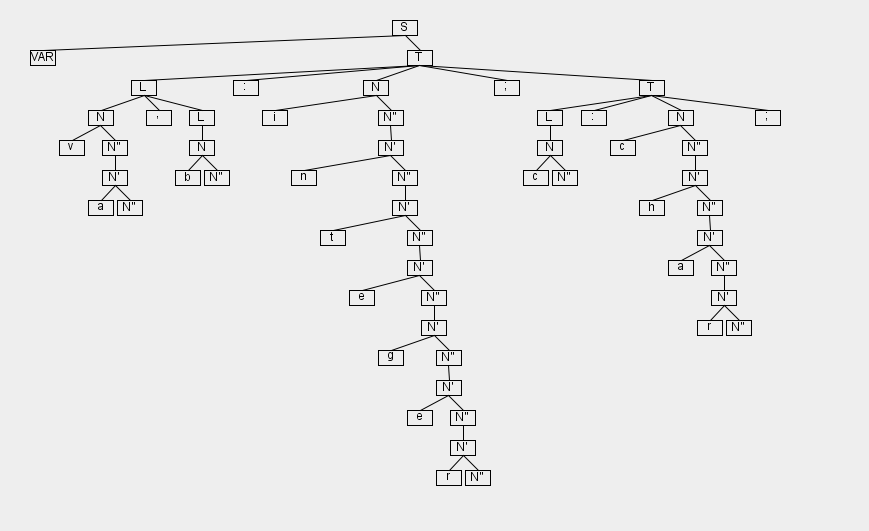 S
VAR T
L : N ; T
N , L i N" L : N ;
v N" N N' N c N"
N' b N" n N" c N" N'
a N" N' h N"
t N" N'
N' a N"
e N" N'
N' r N"
g N"
N'
e N"
N'
r N"